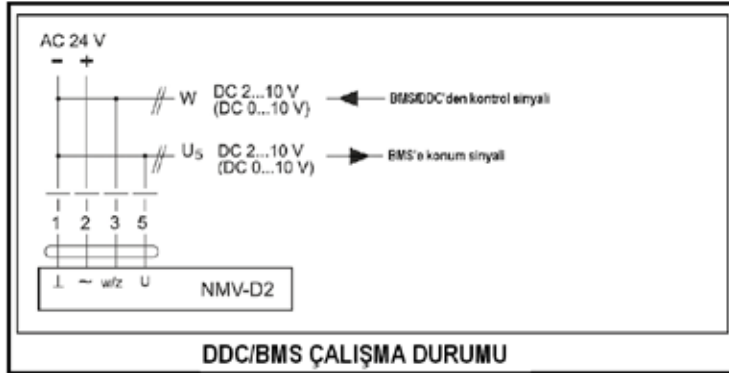 AC 24 V
- +
W DC 2...10 V BMS/DDC'den kontrol sinyali
(DC 0...10 V)
U5 DC 2...10 V BMS'e konum sinyali
(DC 0...10 V)
1 2 3 5
⊥ ~ w/z U
NMV-D2
DDC/BMS ÇALIŞMA DURUMU